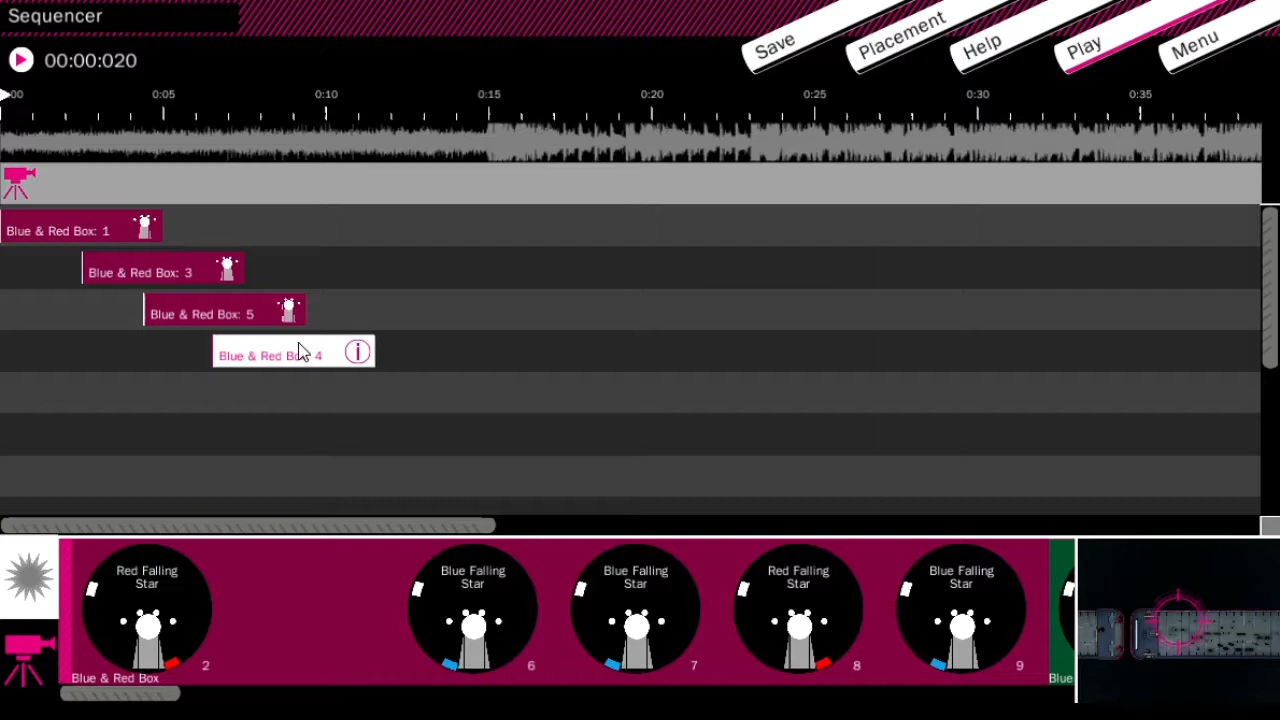 Sequencer
Save
Placement
Help
Play
Menu
00:00:020
00
0:05
0:10
0:15
0:20
0:25
0:30
0:35
Blue & Red Box: 1
Blue & Red Box: 3
Blue & Red Box: 5
Blue & Red 4
i
Red Falling
Star
2
Blue Falling
Star
6
Blue Falling
Star
7
Red Falling
Star
8
Blue Falling
Star
9
Blue & Red Box
Blue